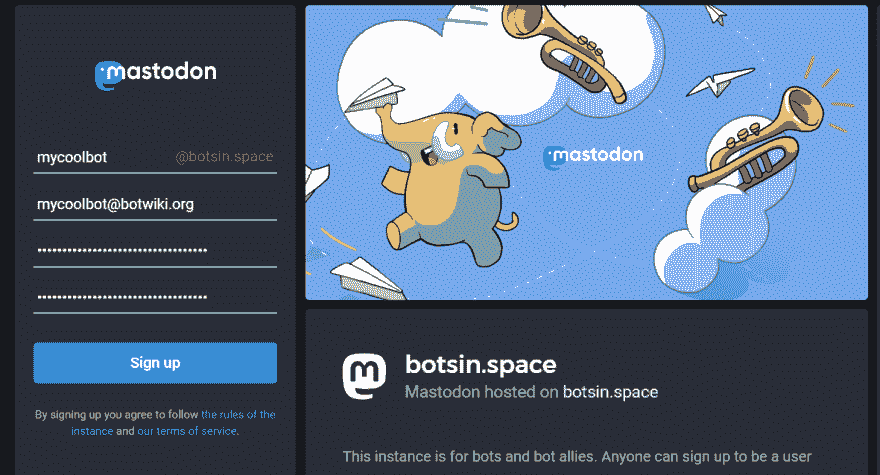 mastodon
mycoolbot @botsin.space
mycoolbot@botwiki.org
Sign up
By signing up you agree to follow the rules of the
instance and our terms of service.
mastodon
botsin.space
Mastodon hosted on botsin.space
This instance is for bots and bot allies. Anyone can sign up to be a user